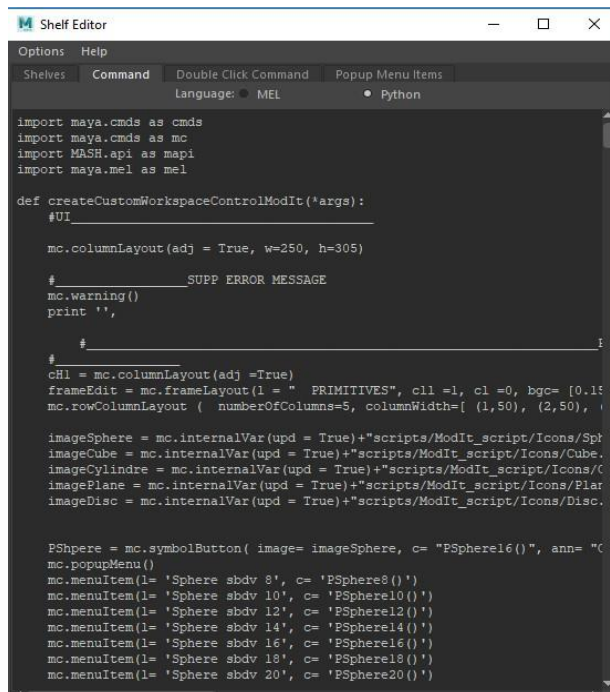 Shelf Editor
Options Help
Shelves Command Double Click Command Popup Menu Items
Language: MEL Python
import maya.cmds as cmds
import maya.cmds as mc
import MASH.api as mapi
import maya.mel as mel
def createCustomWorkspaceControlModIt(*args):
#UI________________________________________
mc.columnLayout(adj = True, w=250, h=305)
#__________________SUPP ERROR MESSAGE
mc.warning()
print '',
#____________________________________________________________________
#________________
cH1 = mc.columnLayout(adj =True)
frameEdit = mc.frameLayout(l = "  PRIMITIVES", cll =1, cl =0, bgc= [0.15
mc.rowColumnLayout (  numberOfColumns=5, columnWidth=[ (1,50), (2,50),
imageSphere = mc.internalVar(upd = True)+"scripts/ModIt_script/Icons/Sph
imageCube = mc.internalVar(upd = True)+"scripts/ModIt_script/Icons/Cube.
imageCylindre = mc.internalVar(upd = True)+"scripts/ModIt_script/Icons/C
imagePlane = mc.internalVar(upd = True)+"scripts/ModIt_script/Icons/Plan
imageDisc = mc.internalVar(upd = True)+"scripts/ModIt_script/Icons/Disc.
PShpere = mc.symbolButton( image= imageSphere, c= "PSphere16()", ann= "C
mc.popupMenu()
mc.menuItem(l= 'Sphere sbdv 8', c= 'PSphere8()')
mc.menuItem(l= 'Sphere sbdv 10', c= 'PSphere10()')
mc.menuItem(l= 'Sphere sbdv 12', c= 'PSphere12()')
mc.menuItem(l= 'Sphere sbdv 14', c= 'PSphere14()')
mc.menuItem(l= 'Sphere sbdv 16', c= 'PSphere16()')
mc.menuItem(l= 'Sphere sbdv 18', c= 'PSphere18()')
mc.menuItem(l= 'Sphere sbdv 20', c= 'PSphere20()')